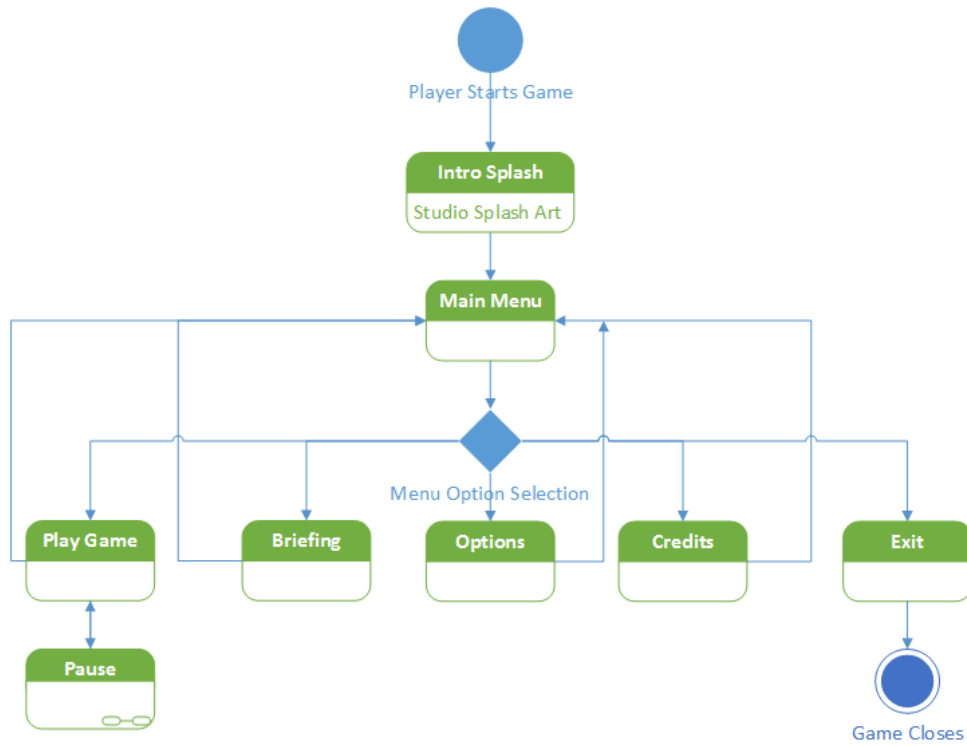 Player Starts Game
Intro Splash
Studio Splash Art
Main Menu
Menu Option Selection
Play Game
Briefing
Options
Credits
Exit
Pause
Game Closes